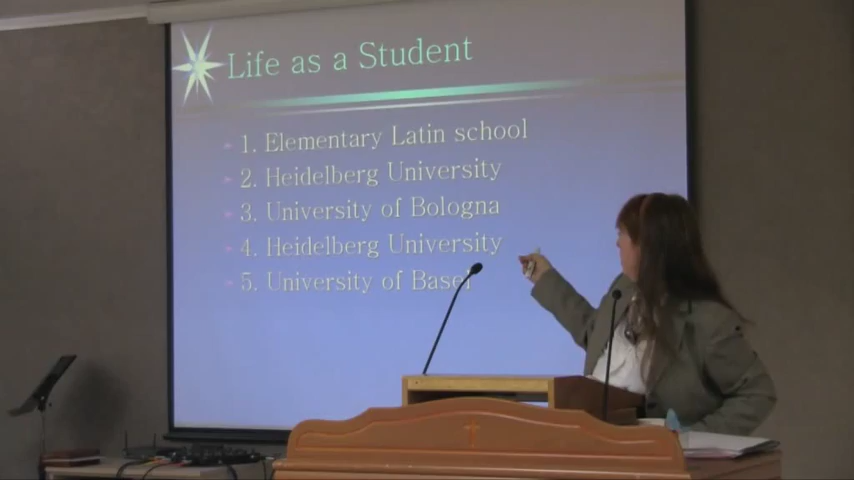 Life as a Student
1. Elementary Latin school
2. Heidelberg University
3. University of Bologna
4. Heidelberg University
5. University of Basel